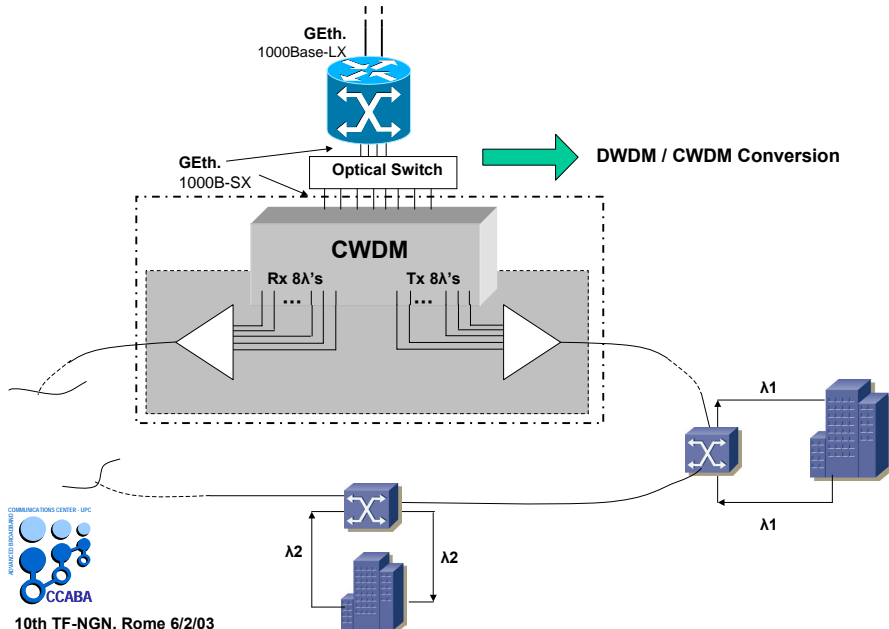 GEth.
1000Base-LX
GEth.
1000B-SX
Optical Switch
DWDM / CWDM Conversion
CWDM
Rx 8λ’s
Tx 8λ’s
...
...
λ1
λ1
λ2
λ2
COMMUNICATIONS CENTER - UPC
ADVANCED BROADBAND
CCABA
10th TF-NGN. Rome 6/2/03